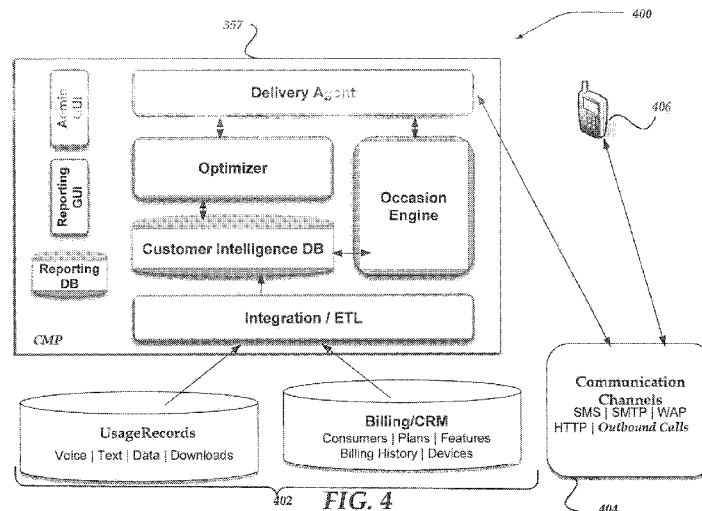 357
400
Admin GUI
Delivery Agent
406
Optimizer
Reporting GUI
Occasion
Engine
Customer Intelligence DB
Reporting
DB
Integration / ETL
CMP
Communication
Channels
SMS | SMTP | WAP
HTTP | Outbound Calls
UsageRecords
Voice | Text | Data | Downloads
Billing/CRM
Consumers | Plans | Features
Billing History | Devices
402
FIG. 4
404